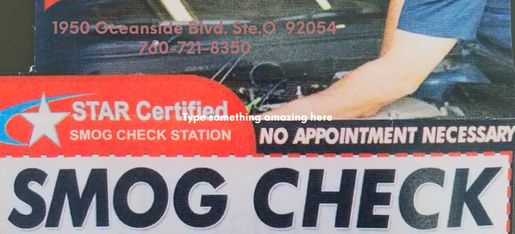 1950 Oceanside Blvd. Ste.O 92054
760-721-8350
STAR Certified
Type something amazing here
SMOG CHECK STATION
NO APPOINTMENT NECESSARY
SMOG CHECK